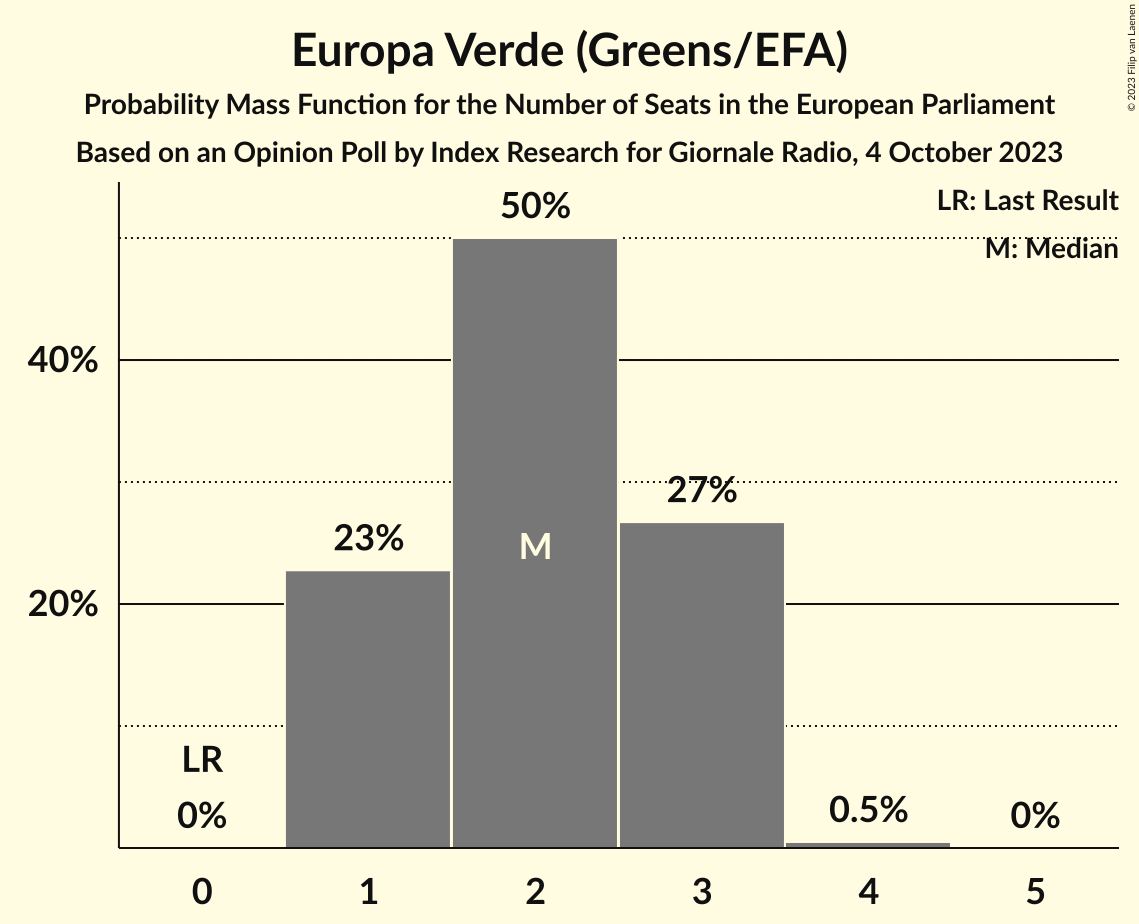 Europa Verde (Greens/EFA)
Probability Mass Function for the Number of Seats in the European Parliament
Based on an Opinion Poll by Index Research for Giornale Radio, 4 October 2023
© 2023 Filip van Laenen
LR: Last Result
M: Median
50%
40%
27%
23%
M
20%
LR
0%
0.5%
0%
0 1 2 3 4 5